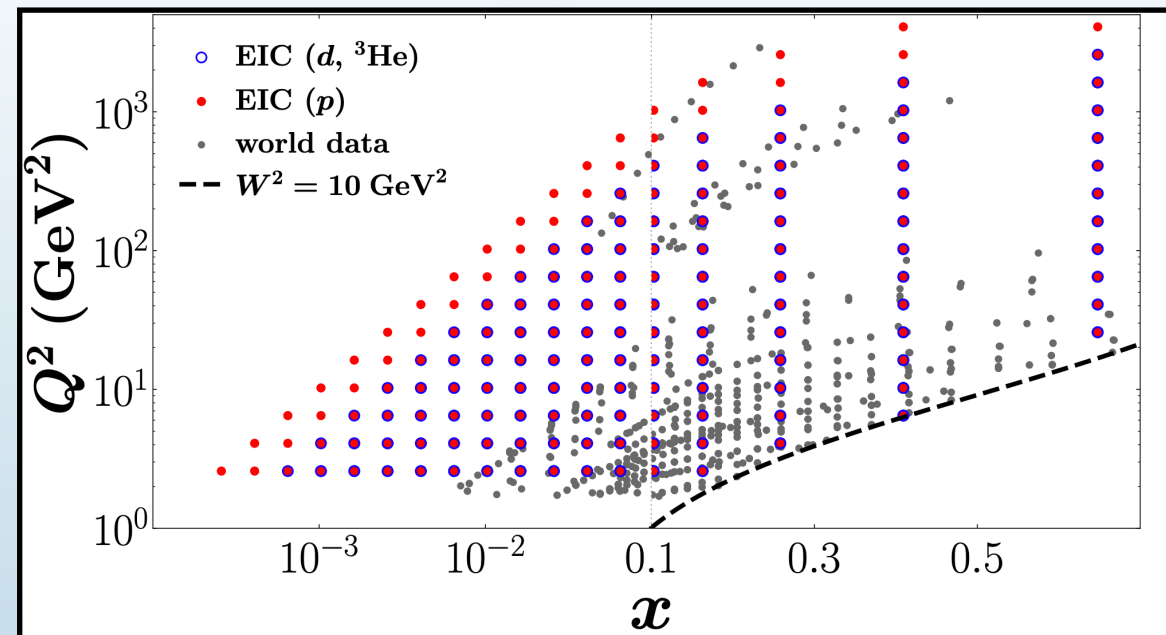 EIC (d, ³He)
EIC (p)
world data
W² = 10 GeV²
Q² (GeV²)
10³
10²
10¹
10⁰
10⁻³ 10⁻² 0.1 0.3 0.5
x